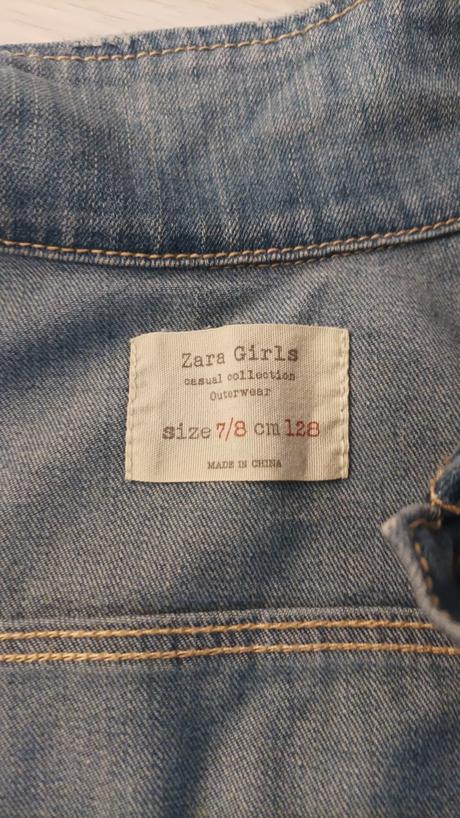 Zara Girls
casual collection
Outerwear
size 7/8 cm 128
MADE IN CHINA